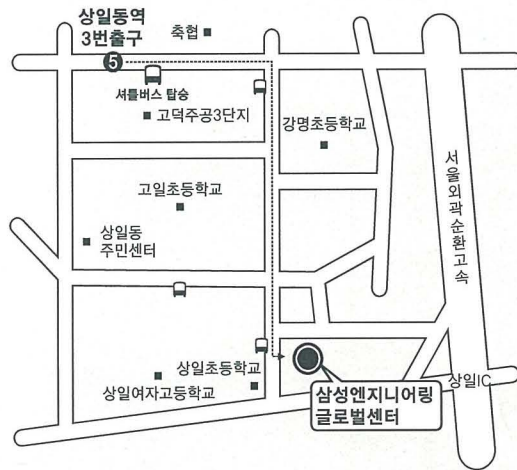 상일동역
3번출구
5
축협
셔틀버스 탑승
고덕주공3단지
강명초등학교
서울외곽순환고속
고일초등학교
상일동
주민센터
상일초등학교
상일여자고등학교
삼성엔지니어링
글로벌센터
상일IC